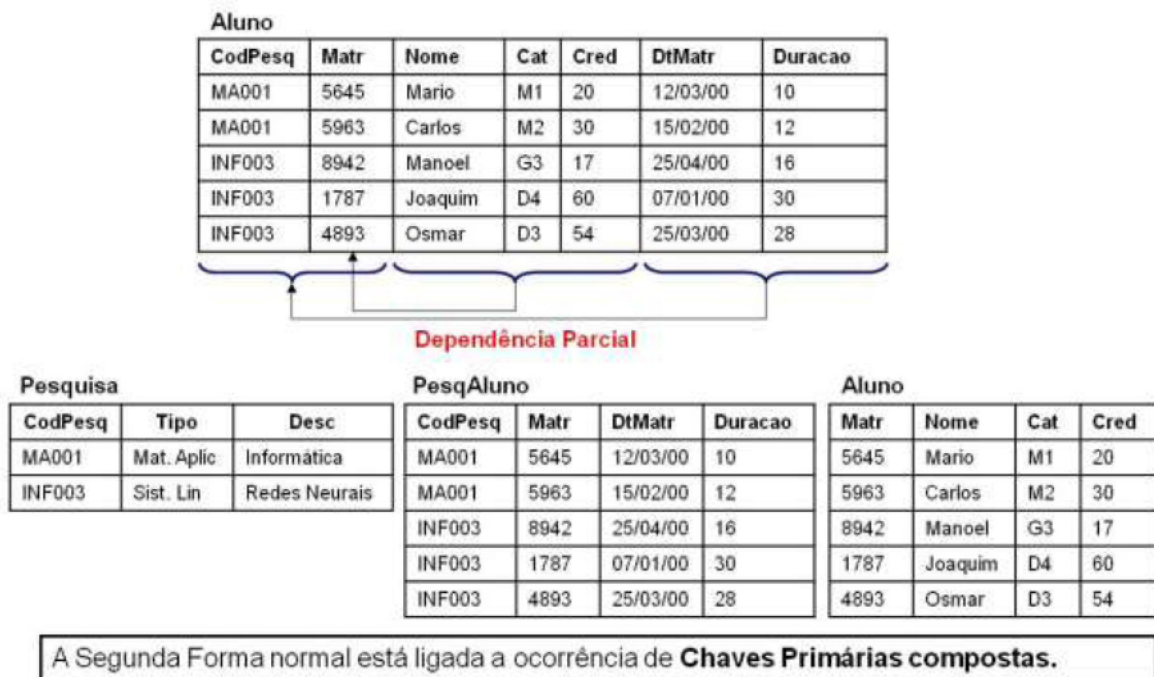 Aluno
CodPesq Matr Nome Cat Cred DtMatr Duracao
MA001 5645 Mario M1 20 12/03/00 10
MA001 5963 Carlos M2 30 15/02/00 12
INF003 8942 Manoel G3 17 25/04/00 16
INF003 1787 Joaquim D4 60 07/01/00 30
INF003 4893 Osmar D3 54 25/03/00 28
Dependência Parcial
Pesquisa
CodPesq Tipo Desc
MA001 Mat. Aplic Informática
INF003 Sist. Lin Redes Neurais
PesqAluno
CodPesq Matr DtMatr Duracao
MA001 5645 12/03/00 10
MA001 5963 15/02/00 12
INF003 8942 25/04/00 16
INF003 1787 07/01/00 30
INF003 4893 25/03/00 28
Aluno
Matr Nome Cat Cred
5645 Mario M1 20
5963 Carlos M2 30
8942 Manoel G3 17
1787 Joaquim D4 60
4893 Osmar D3 54
A Segunda Forma normal está ligada a ocorrência de Chaves Primárias compostas.